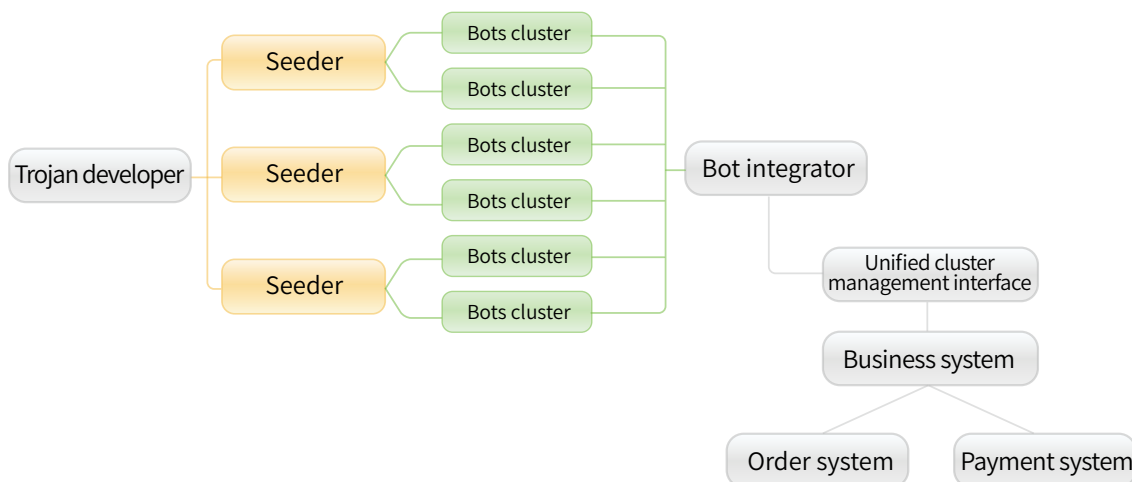 Trojan developer
Seeder
Seeder
Seeder
Bots cluster
Bots cluster
Bots cluster
Bots cluster
Bots cluster
Bots cluster
Bot integrator
Unified cluster
management interface
Business system
Order system
Payment system